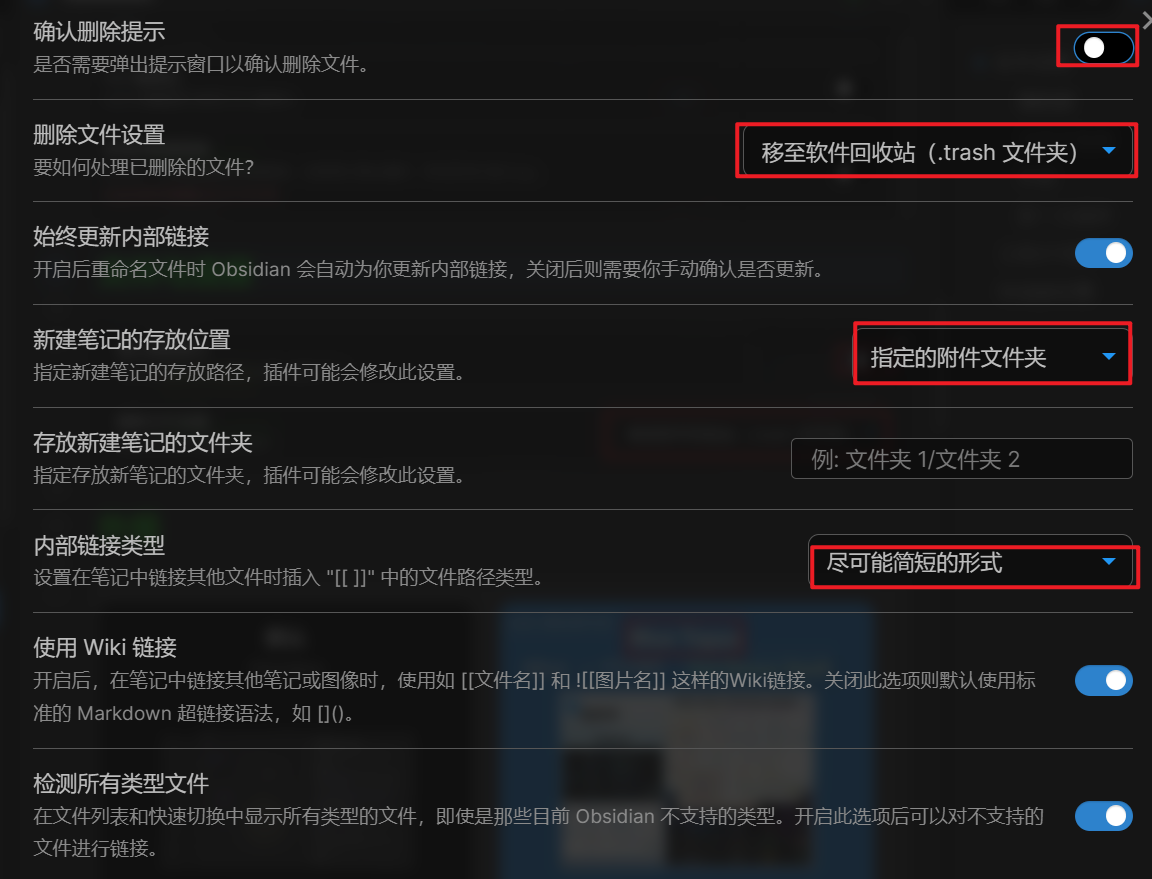 确认删除提示
是否需要弹出提示窗口以确认删除文件。
删除文件设置
要如何处理已删除的文件？
移至软件回收站（.trash 文件夹）
始终更新内部链接
开启后重命名文件时 Obsidian 会自动为你更新内部链接，关闭后则需要你手动确认是否更新。
新建笔记的存放位置
指定新建笔记的存放路径，插件可能会修改此设置。
指定的附件文件夹
存放新建笔记的文件夹
指定存放新笔记的文件夹，插件可能会修改此设置。
例: 文件夹 1/文件夹 2
内部链接类型
设置在笔记中链接其他文件时插入 "[[ ]]" 中的文件路径类型。
尽可能简短的形式
使用 Wiki 链接
开启后，在笔记中链接其他笔记或图像时，使用如 [[文件名]] 和 ![[图片名]] 这样的Wiki链接。关闭此选项则默认使用标
准的 Markdown 超链接语法，如 []()。
检测所有类型文件
在文件列表和快速切换中显示所有类型的文件，即使是那些目前 Obsidian 不支持的类型。开启此选项后可以对不支持的
文件进行链接。